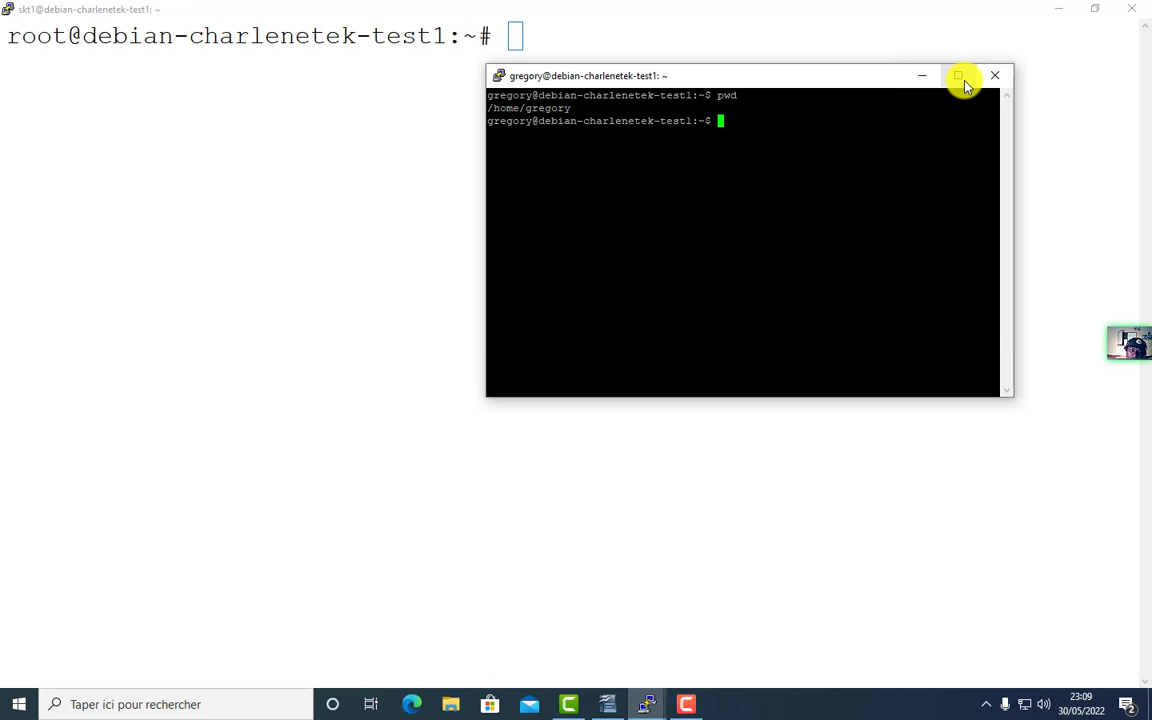 skt1@debian-charlenetek-test1: ~
root@debian-charlenetek-test1:~#
gregory@debian-charlenetek-test1: ~
gregory@debian-charlenetek-test1:~$ pwd
/home/gregory
gregory@debian-charlenetek-test1:~$
Taper ici pour rechercher
23:09
30/05/2022
2